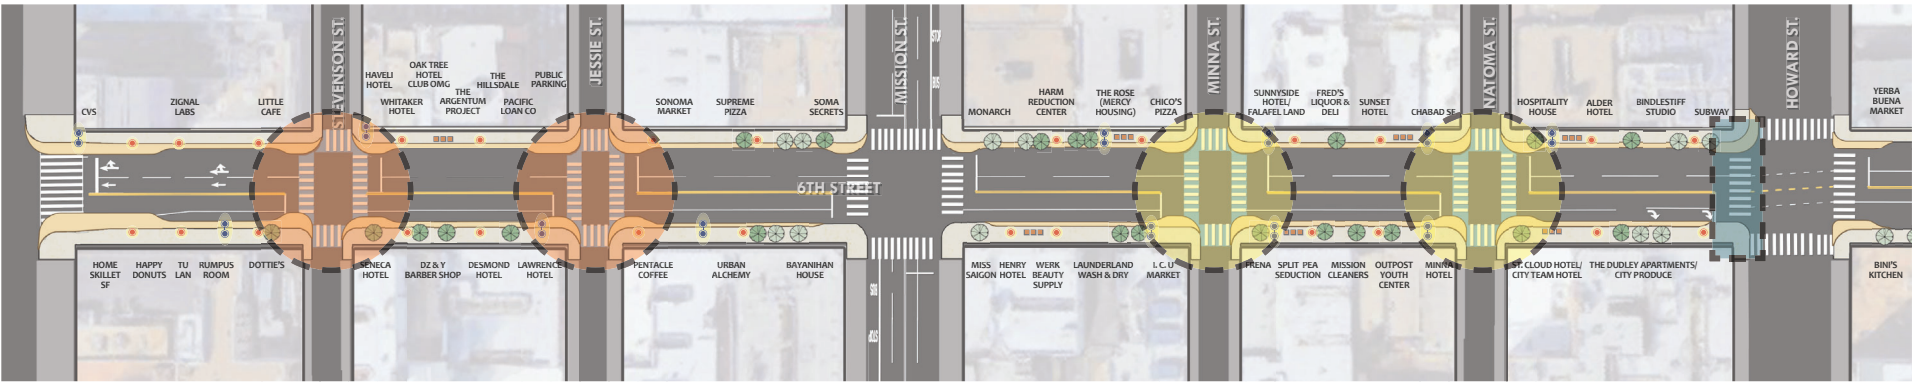 STEVENSON ST.
JESSIE ST.
MISSION ST.
MINNA ST.
NATOMA ST.
HOWARD ST.
CVS
ZIGNAL
LABS
LITTLE
CAFE
HAVELI
HOTEL
WHITAKER
HOTEL
OAK TREE
HOTEL
CLUB OMG
THE
ARGENTUM
PROJECT
THE
HILLSDALE
PACIFIC
LOAN CO
PUBLIC
PARKING
SONOMA
MARKET
SUPREME
PIZZA
SOMA
SECRETS
MONARCH
HARM
REDUCTION
CENTER
THE ROSE
(MERCY
HOUSING)
CHICO'S
PIZZA
SUNNYSIDE
HOTEL/
FALAFEL LAND
FRED'S
LIQUOR &
DELI
SUNSET
HOTEL
CHABAD SF
HOSPITALITY
HOUSE
ALDER
HOTEL
BINDLESTIFF
STUDIO
SUBWAY
YERBA
BUENA
MARKET
6TH STREET
HOME
SKILLET
SF
HAPPY
DONUTS
TU
LAN
RUMPUS
ROOM
DOTTIE'S
SENECA
HOTEL
DZ & Y
BARBER SHOP
DESMOND
HOTEL
LAWRENCE
HOTEL
PENTACLE
COFFEE
URBAN
ALCHEMY
BAYANIHAN
HOUSE
MISS
SAIGON
HENRY
HOTEL
WERK
BEAUTY
SUPPLY
LAUNDERLAND
WASH & DRY
I. C. U
MARKET
FRENA
SPLIT PEA
SEDUCTION
MISSION
CLEANERS
OUTPOST
YOUTH
CENTER
MINNA
HOTEL
ST. CLOUD HOTEL/
CITY TEAM HOTEL
THE DUDLEY APARTMENTS/
CITY PRODUCE
BINI'S
KITCHEN
BUS
BUS